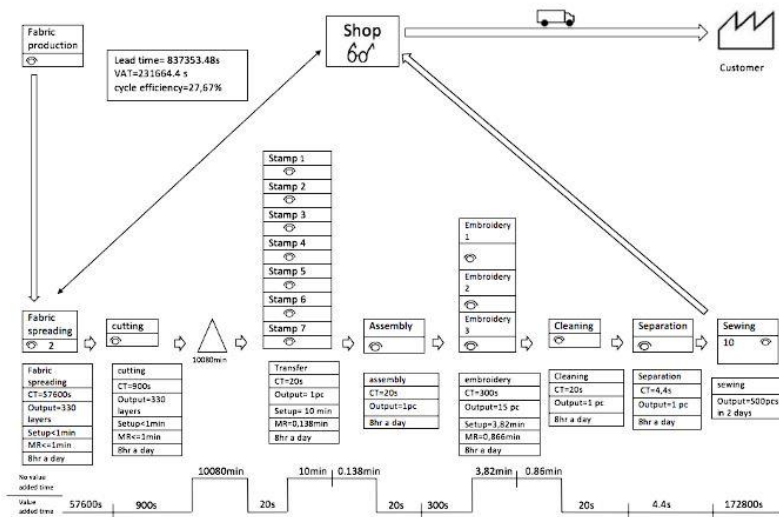 Fabric
production
Lead time= 837353.48s
VAT=231664.4 s
cycle efficiency=27,67%
Shop
Customer
Stamp 1
Stamp 2
Stamp 3
Stamp 4
Stamp 5
Stamp 6
Stamp 7
Embroidery
1
Embroidery
2
Embroidery
3
Fabric
spreading
2
cutting
10080min
Assembly
Cleaning
Separation
Sewing
10
Fabric
spreading
CT=57600s
Output=330
layers
Setup<1min
MR<=1min
8hr a day
cutting
CT=900s
Output=330
layers
Setup<1min
MR<=1min
8hr a day
Transfer
CT=20s
Output= 1pc
Setup= 10 min
MR=0,138min
8hr a day
assembly
CT=20s
Output=1pc
8hr a day
embroidery
CT=300s
Output=15 pc
Setup=3,82min
MR=0,866min
8hr a day
Cleaning
CT=20s
Output=1 pc
8hr a day
Separation
CT=4,4s
Output=1 pc
8hr a day
sewing
Output=500pcs
in 2 days
No value
added time
10080min
10min
0.138min
3,82min
0.86min
Value
added time
57600s
900s
20s
20s
300s
20s
4.4s
172800s